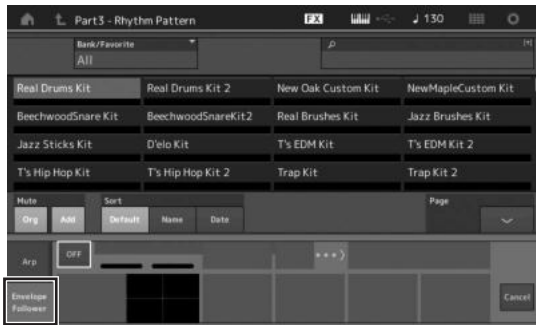 Part3 - Rhythm Pattern FX 130
Bank/Favorite
All
Real Drums Kit Real Drums Kit 2 New Oak Custom Kit NewMapleCustom Kit
BeechwoodSnare Kit BeechwoodSnareKit2 Real Brushes Kit Jazz Brushes Kit
Jazz Sticks Kit D'elo Kit T's EDM Kit T's EDM Kit 2
T's Hip Hop Kit T's Hip Hop Kit 2 Trap Kit Trap Kit 2
Mute Sort Page
Org Add Default Name Date
Arp OFF
Envelope
Follower Cancel